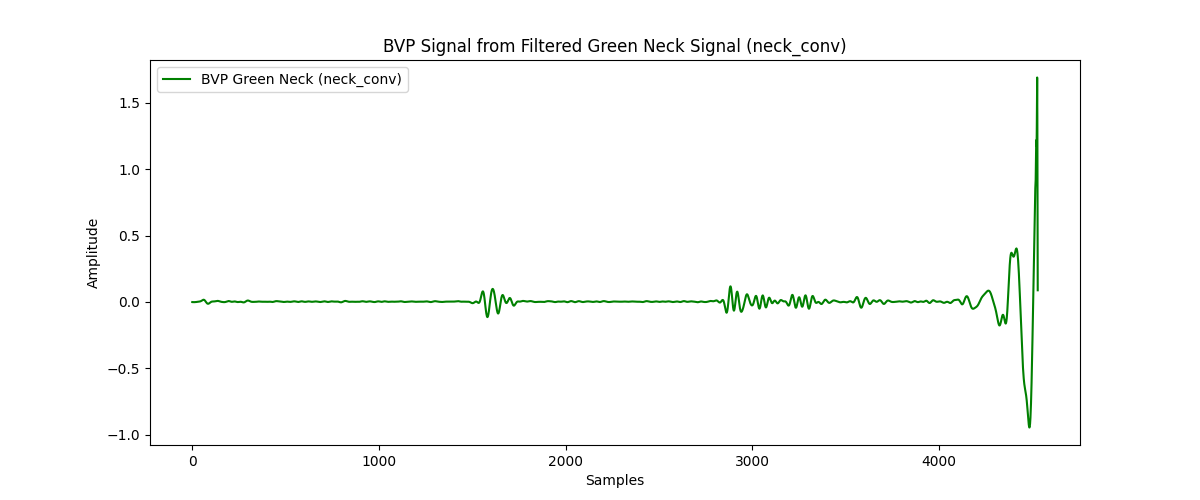 BVP Signal from Filtered Green Neck Signal (neck_conv)
BVP Green Neck (neck_conv)
1.5
1.0
0.5
0.0
−0.5
−1.0
Amplitude
0 1000 2000 3000 4000
Samples